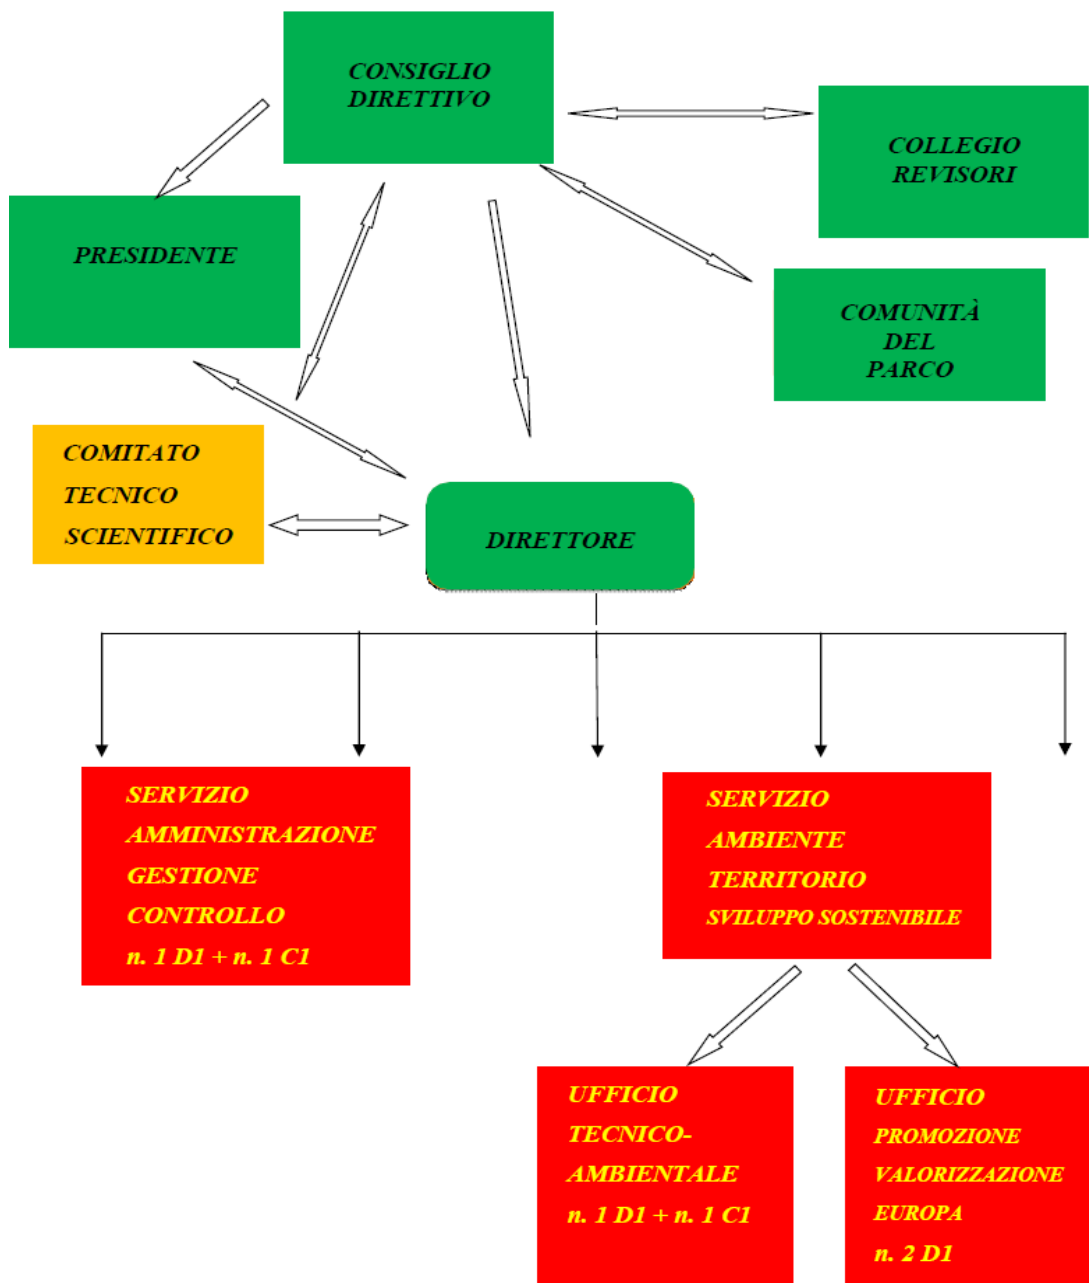 CONSIGLIO
DIRETTIVO
COLLEGIO
REVISORI
PRESIDENTE
COMUNITÀ
DEL
PARCO
COMITATO
TECNICO
SCIENTIFICO
DIRETTORE
SERVIZIO
AMMINISTRAZIONE
GESTIONE
CONTROLLO
n. 1 D1 + n. 1 C1
SERVIZIO
AMBIENTE
TERRITORIO
SVILUPPO SOSTENIBILE
UFFICIO
TECNICO-
AMBIENTALE
n. 1 D1 + n. 1 C1
UFFICIO
PROMOZIONE
VALORIZZAZIONE
EUROPA
n. 2 D1